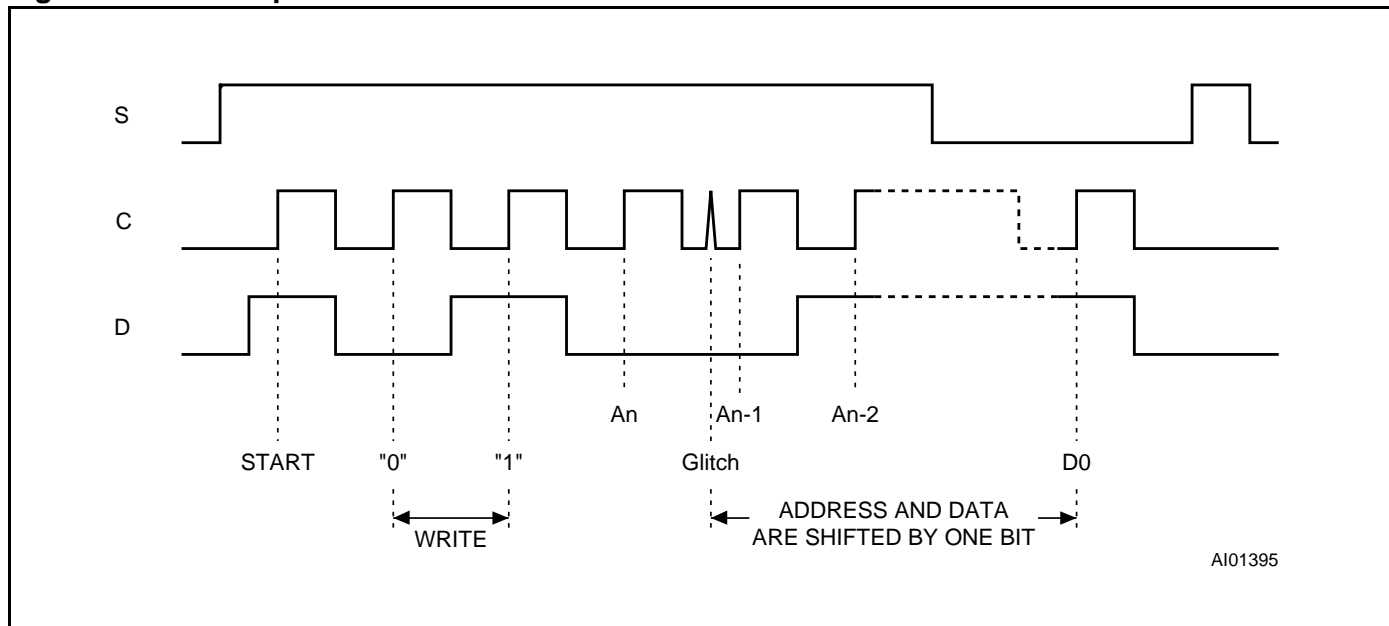 S
C
D
An An-1 An-2
START "0" "1" Glitch D0
WRITE
ADDRESS AND DATA
ARE SHIFTED BY ONE BIT
AI01395